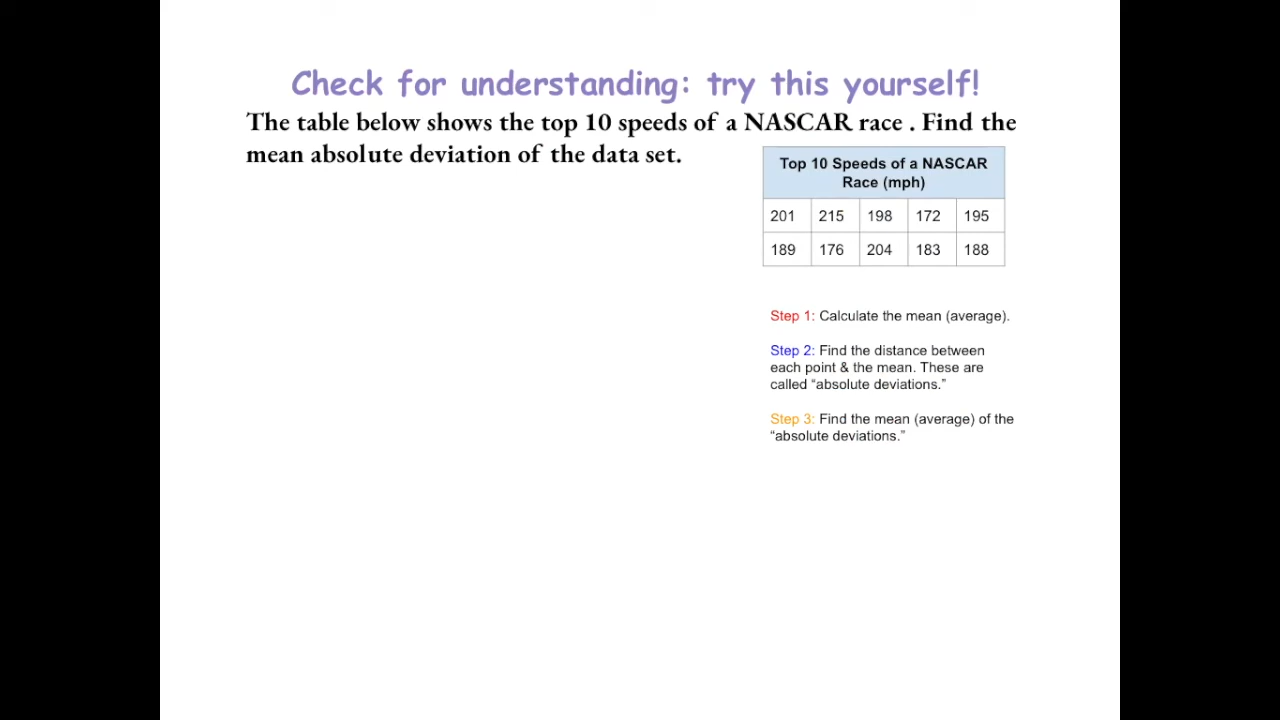 Check for understanding: try this yourself!
The table below shows the top 10 speeds of a NASCAR race . Find the
mean absolute deviation of the data set.
Top 10 Speeds of a NASCAR
Race (mph)
201 215 198 172 195
189 176 204 183 188
Step 1: Calculate the mean (average).
Step 2: Find the distance between
each point & the mean. These are
called “absolute deviations.”
Step 3: Find the mean (average) of the
“absolute deviations.”